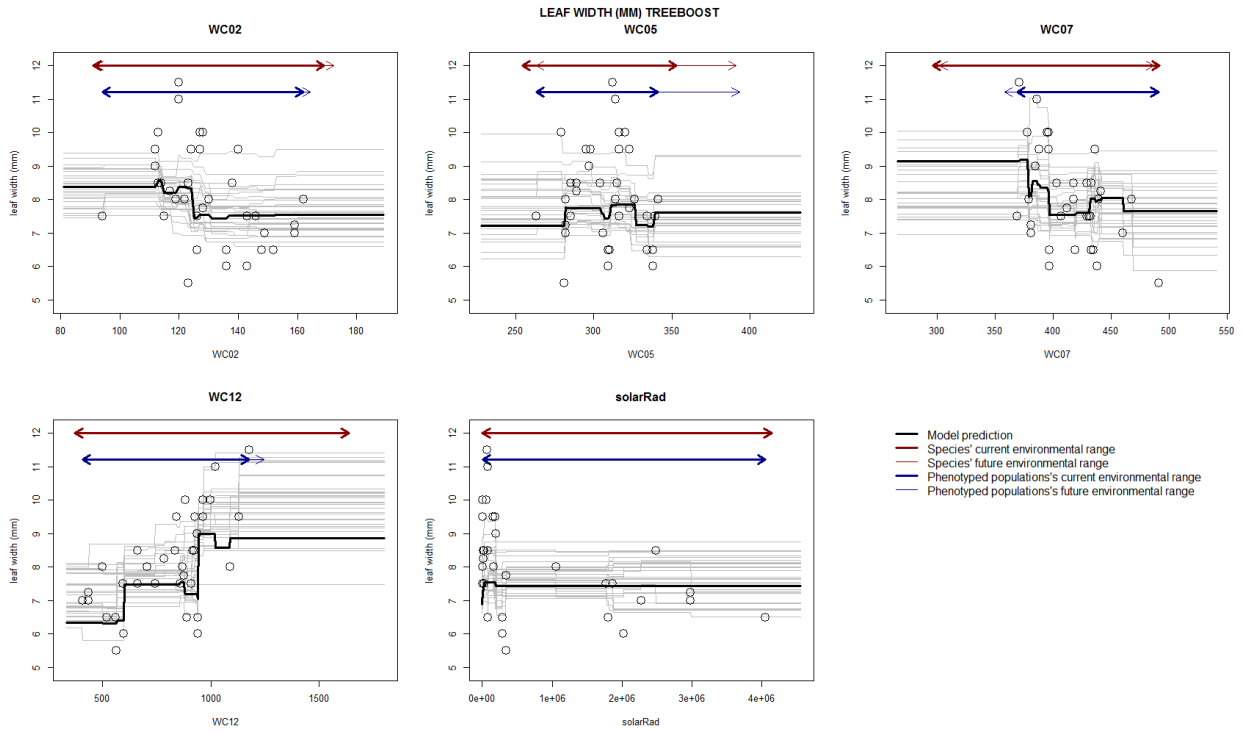 LEAF WIDTH (MM) TREEBOOST
WC02
WC05
WC07
leaf width (mm)
12
11
10
9
8
7
6
5
80 100 120 140 160 180
WC02
leaf width (mm)
12
11
10
9
8
7
6
5
250 300 350 400
WC05
leaf width (mm)
12
11
10
9
8
7
6
5
300 350 400 450 500 550
WC07
WC12
solarRad
leaf width (mm)
12
11
10
9
8
7
6
5
500 1000 1500
WC12
leaf width (mm)
12
11
10
9
8
7
6
5
0e+00 1e+06 2e+06 3e+06 4e+06
solarRad
Model prediction
Species' current environmental range
Species' future environmental range
Phenotyped populations's current environmental range
Phenotyped populations's future environmental range